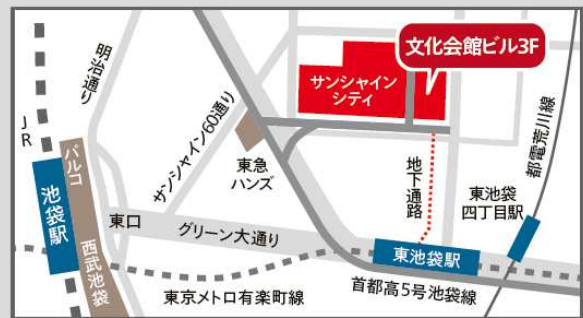 文化会館ビル3F
サンシャイン
シティ
明治通り
サンシャイン60通り
都電荒川線
JR
パルコ
東急
ハンズ
地下通路
東池袋
四丁目駅
池袋駅
東口
グリーン大通り
西武池袋
東池袋駅
東京メトロ有楽町線
首都高5号池袋線